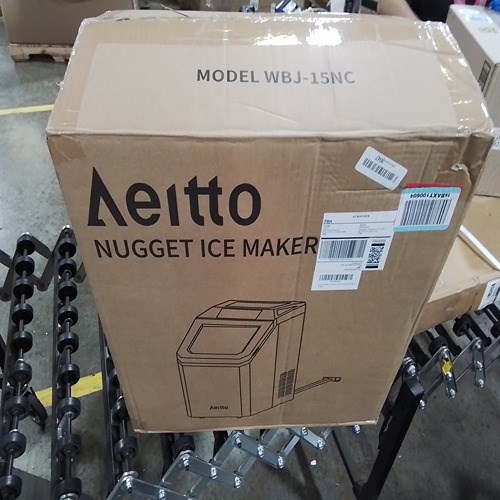 MODEL WBJ-15NC
Aeitto
NUGGET ICE MAKER
Aeitto